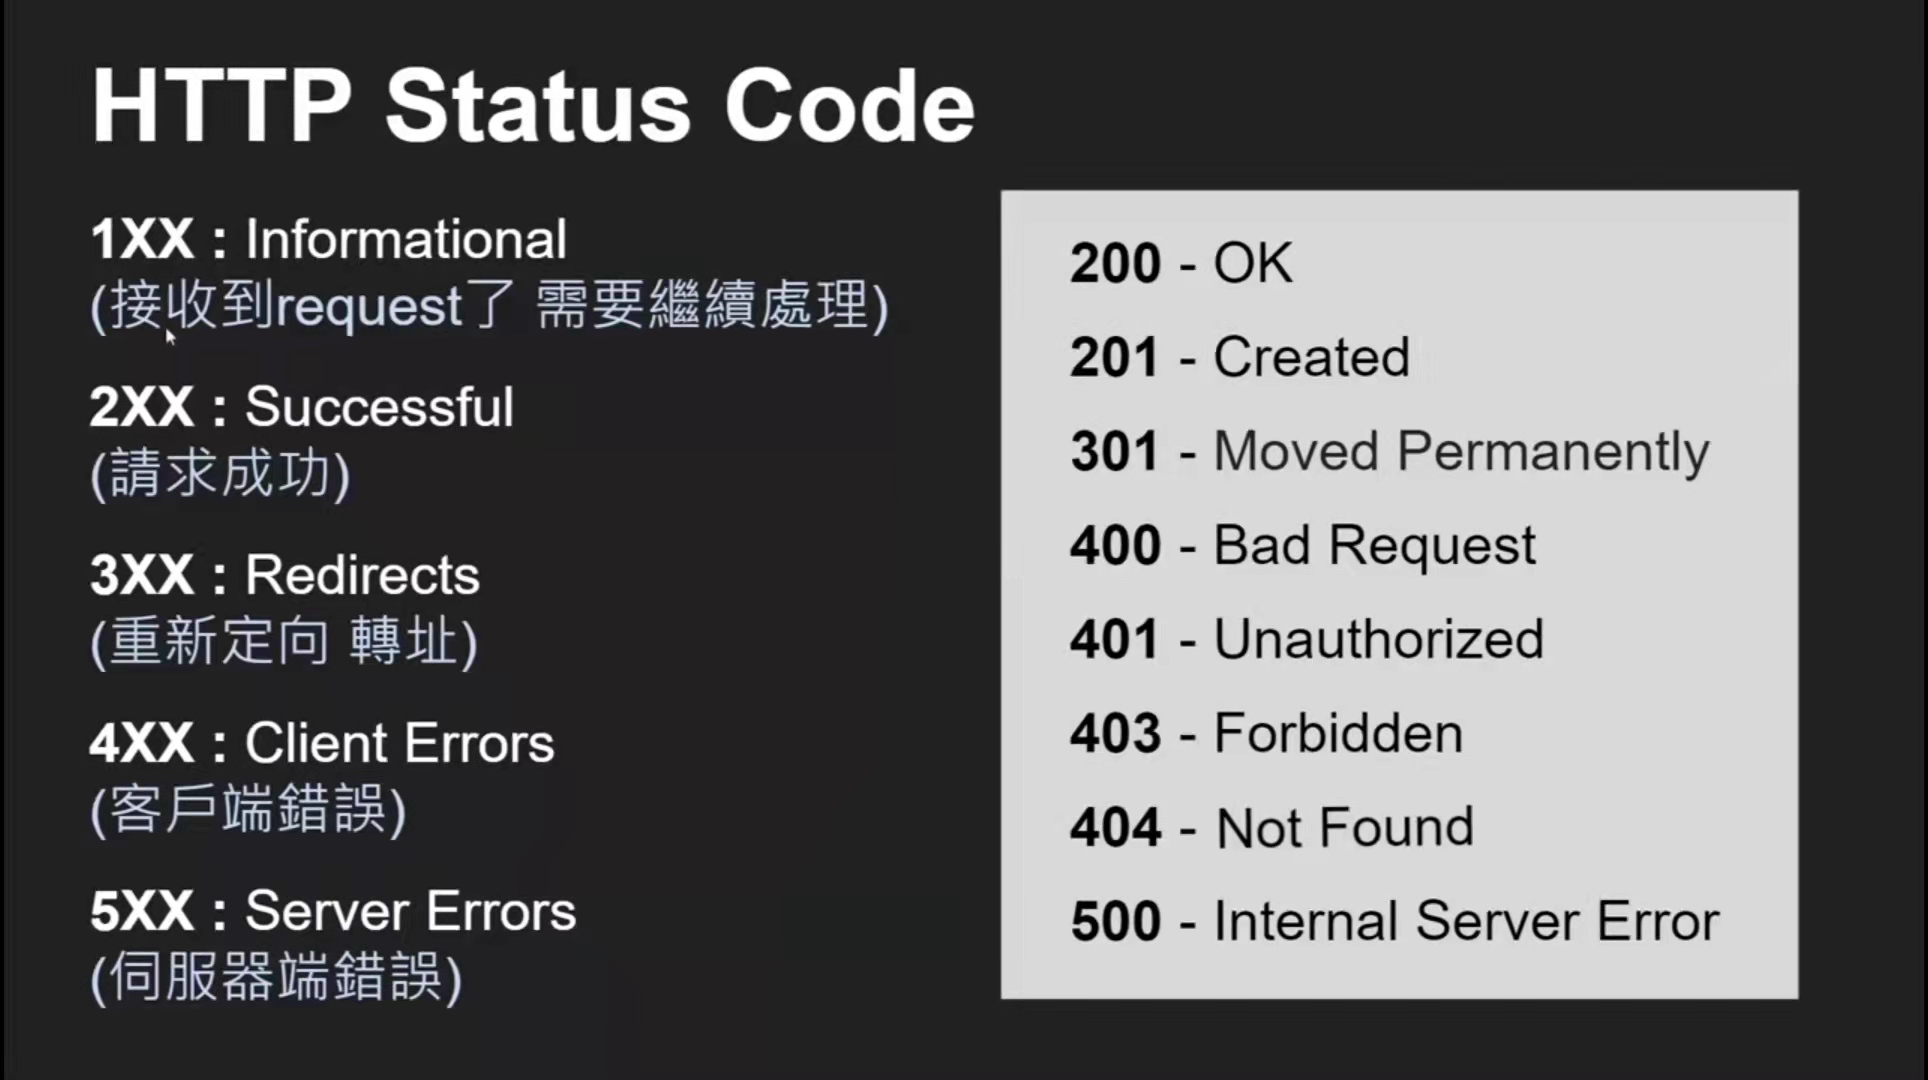 HTTP Status Code
1XX : Informational
(接收到request了 需要繼續處理)
2XX : Successful
(請求成功)
3XX : Redirects
(重新定向 轉址)
4XX : Client Errors
(客戶端錯誤)
5XX : Server Errors
(伺服器端錯誤)
200 - OK
201 - Created
301 - Moved Permanently
400 - Bad Request
401 - Unauthorized
403 - Forbidden
404 - Not Found
500 - Internal Server Error